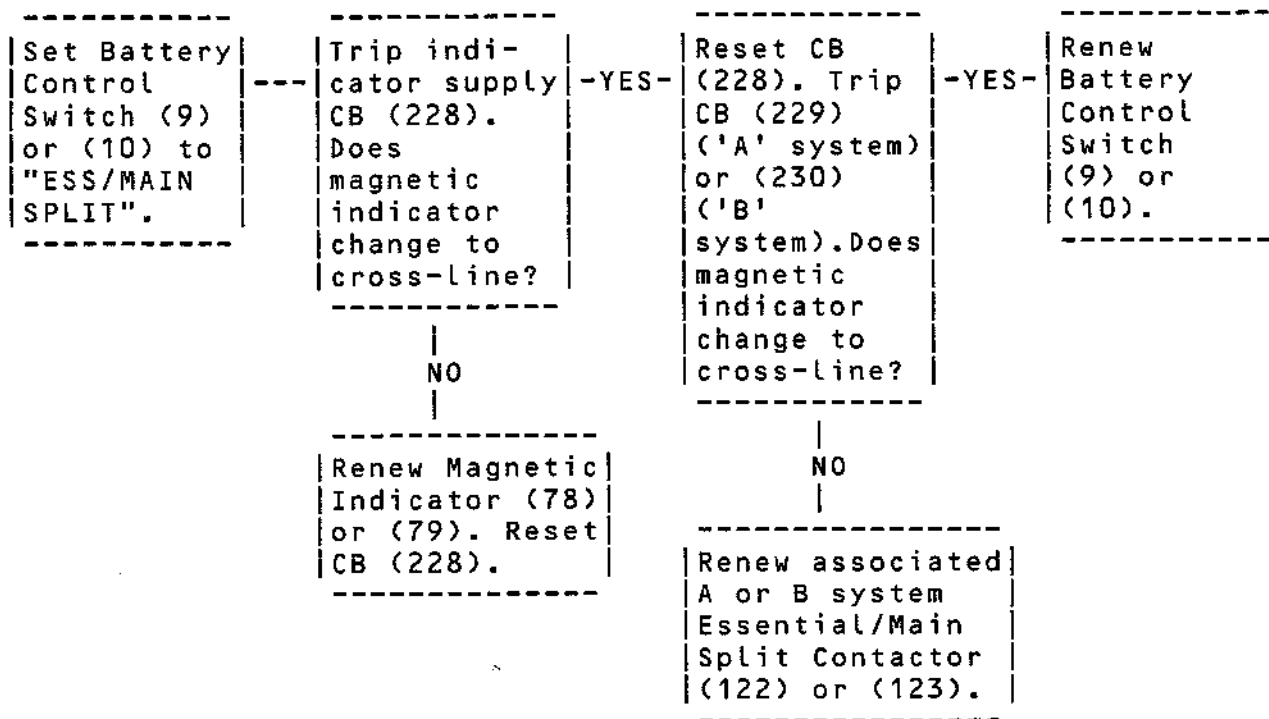 Set Battery
Control
Switch (9)
or (10) to
"ESS/MAIN
SPLIT".
Trip indi-
cator supply
CB (228).
Does
magnetic
indicator
change to
cross-line?
YES
Reset CB
(228). Trip
CB (229)
('A' system)
or (230)
('B'
system).Does
magnetic
indicator
change to
cross-line?
YES
Renew
Battery
Control
Switch
(9) or
(10).
NO
Renew Magnetic
Indicator (78)
or (79). Reset
CB (228).
NO
Renew associated
A or B system
Essential/Main
Split Contactor
(122) or (123).